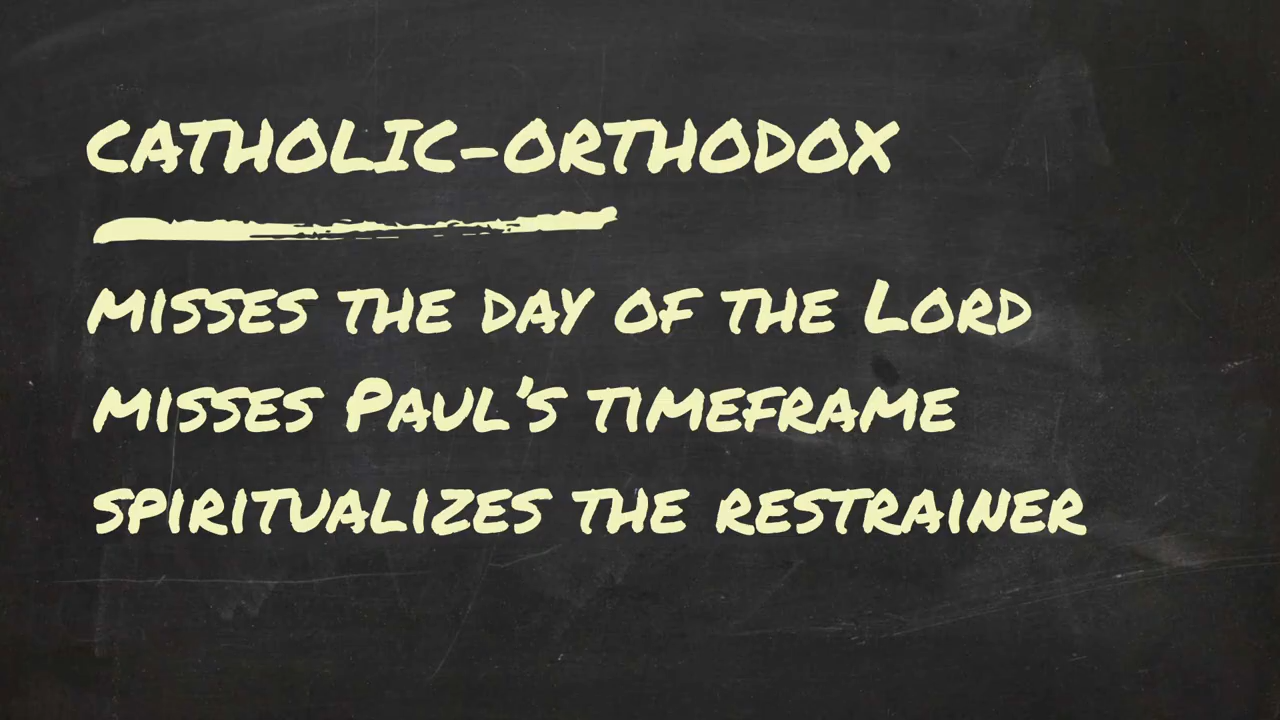 CATHOLIC-ORTHODOX
MISSES THE DAY OF THE LORD
MISSES PAUL'S TIMEFRAME
SPIRITUALIZES THE RESTRAINER